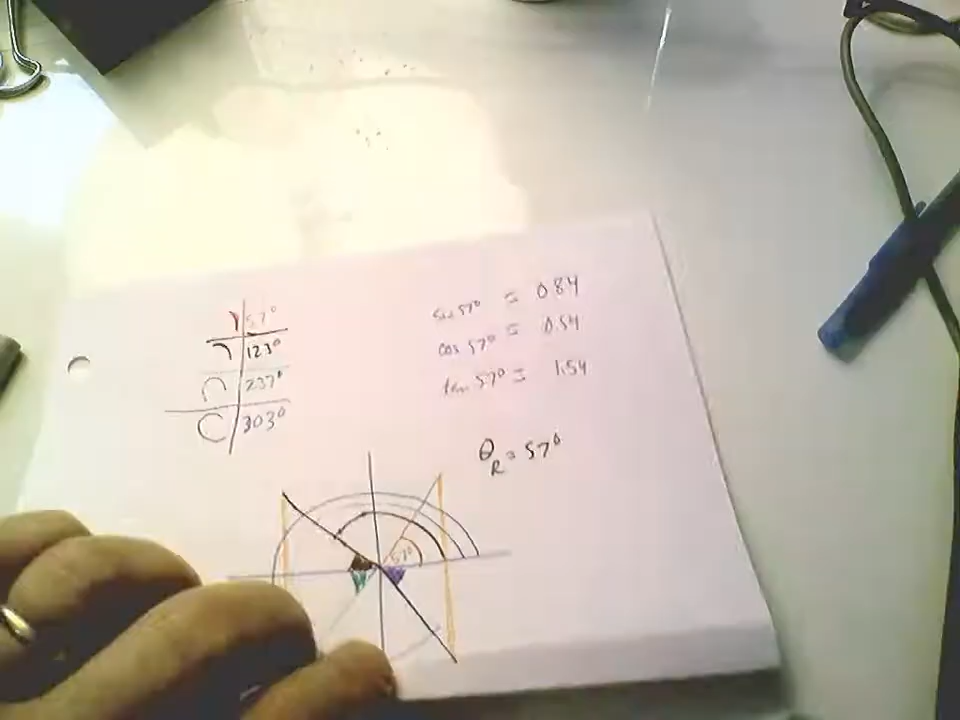 57°
123°
237°
303°
sin 57° = 0.84
cos 57° = 0.54
tan 57° = 1.54
θR = 57°
57°